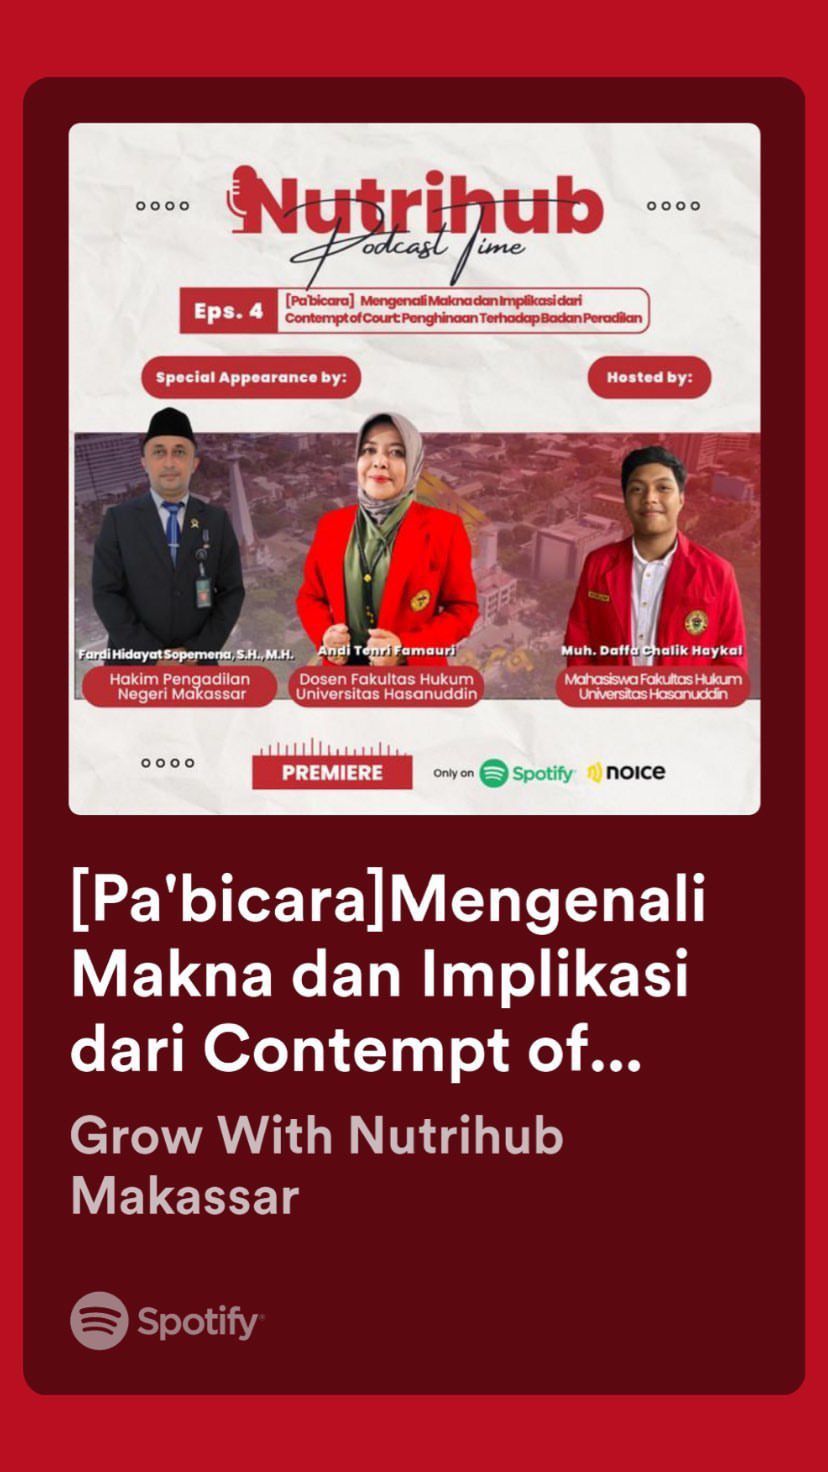 Nutrihub
Podcast Time
Eps. 4
[Pa'bicara] Mengenali Makna dan Implikasi dari
Contempt of Court: Penghinaan Terhadap Badan Peradilan
Special Appearance by:
Hosted by:
Fardi Hidayat Sopemena, S.H., M.H.
Hakim Pengadilan
Negeri Makassar
Andi Tenri Famauri
Dosen Fakultas Hukum
Universitas Hasanuddin
Muh. Daffa Chalik Haykal
Mahasiswa Fakultas Hukum
Universitas Hasanuddin
PREMIERE
Only on Spotify noice
[Pa'bicara]Mengenali
Makna dan Implikasi
dari Contempt of...
Grow With Nutrihub
Makassar
Spotify